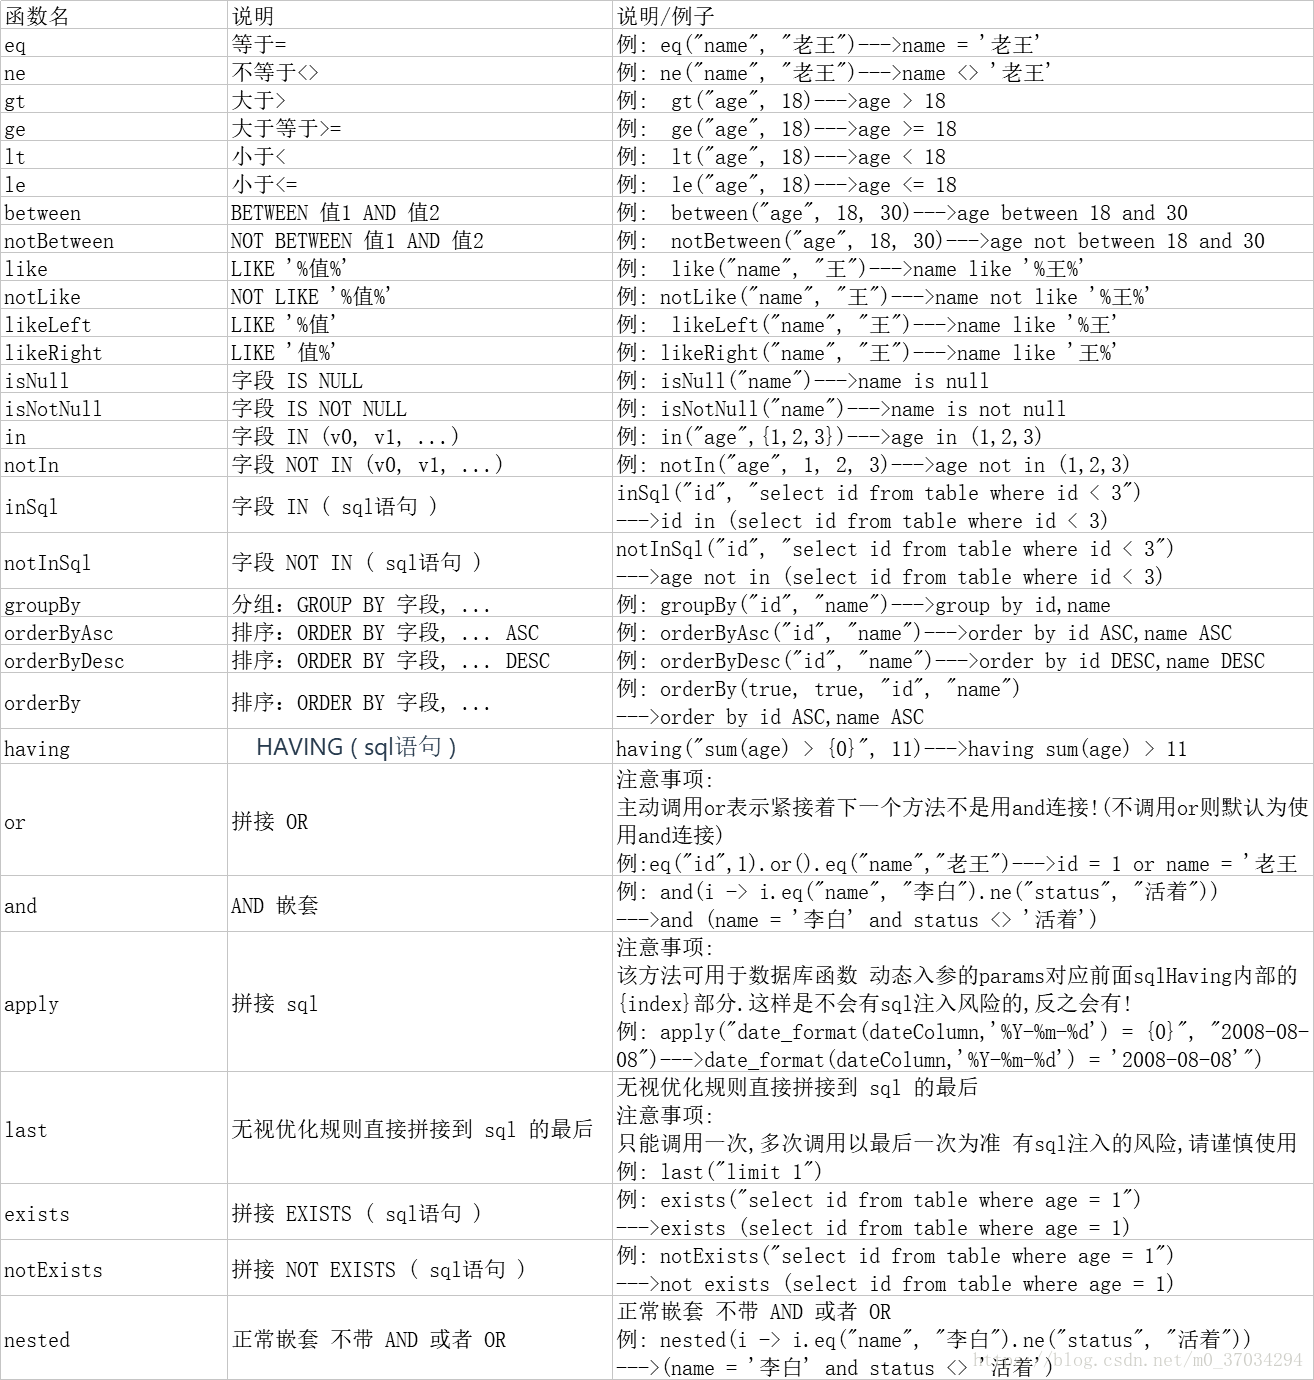 函数名 说明 说明/例子
eq 等于= 例: eq("name", "老王")--->name = '老王'
ne 不等于<> 例: ne("name", "老王")--->name <> '老王'
gt 大于> 例: gt("age", 18)--->age > 18
ge 大于等于>= 例: ge("age", 18)--->age >= 18
lt 小于< 例: lt("age", 18)--->age < 18
le 小于<= 例: le("age", 18)--->age <= 18
between BETWEEN 值1 AND 值2 例: between("age", 18, 30)--->age between 18 and 30
notBetween NOT BETWEEN 值1 AND 值2 例: notBetween("age", 18, 30)--->age not between 18 and 30
like LIKE '%值%' 例: like("name", "王")--->name like '%王%'
notLike NOT LIKE '%值%' 例: notLike("name", "王")--->name not like '%王%'
likeLeft LIKE '%值' 例: likeLeft("name", "王")--->name like '%王'
likeRight LIKE '值%' 例: likeRight("name", "王")--->name like '王%'
isNull 字段 IS NULL 例: isNull("name")--->name is null
isNotNull 字段 IS NOT NULL 例: isNotNull("name")--->name is not null
in 字段 IN (v0, v1, ...) 例: in("age",{1,2,3})--->age in (1,2,3)
notIn 字段 NOT IN (v0, v1, ...) 例: notIn("age", 1, 2, 3)--->age not in (1,2,3)
inSql 字段 IN ( sql语句 ) inSql("id", "select id from table where id < 3")
--->id in (select id from table where id < 3)
notInSql 字段 NOT IN ( sql语句 ) notInSql("id", "select id from table where id < 3")
--->age not in (select id from table where id < 3)
groupBy 分组：GROUP BY 字段, ... 例: groupBy("id", "name")--->group by id,name
orderByAsc 排序：ORDER BY 字段, ... ASC 例: orderByAsc("id", "name")--->order by id ASC,name ASC
orderByDesc 排序：ORDER BY 字段, ... DESC 例: orderByDesc("id", "name")--->order by id DESC,name DESC
orderBy 排序：ORDER BY 字段, ... 例: orderBy(true, true, "id", "name")
--->order by id ASC,name ASC
having HAVING ( sql语句 ) having("sum(age) > {0}", 11)--->having sum(age) > 11
or 拼接 OR 注意事项:
主动调用or表示紧接着下一个方法不是用and连接!(不调用or则默认为使
用and连接)
例:eq("id",1).or().eq("name","老王")--->id = 1 or name = '老王
and AND 嵌套 例: and(i -> i.eq("name", "李白").ne("status", "活着"))
--->and (name = '李白' and status <> '活着')
apply 拼接 sql 注意事项:
该方法可用于数据库函数 动态入参的params对应前面sqlHaving内部的
{index}部分.这样是不会有sql注入风险的,反之会有!
例: apply("date_format(dateColumn,'%Y-%m-%d') = {0}", "2008-08-
08")--->date_format(dateColumn,'%Y-%m-%d') = '2008-08-08'")
last 无视优化规则直接拼接到 sql 的最后 无视优化规则直接拼接到 sql 的最后
注意事项:
只能调用一次,多次调用以最后一次为准 有sql注入的风险,请谨慎使用
例: last("limit 1")
exists 拼接 EXISTS ( sql语句 ) 例: exists("select id from table where age = 1")
--->exists (select id from table where age = 1)
notExists 拼接 NOT EXISTS ( sql语句 ) 例: notExists("select id from table where age = 1")
--->not exists (select id from table where age = 1)
nested 正常嵌套 不带 AND 或者 OR 正常嵌套 不带 AND 或者 OR
例: nested(i -> i.eq("name", "李白").ne("status", "活着"))
--->(name = '李白' and status <> '活着')
https://blog.csdn.net/m0_37034294